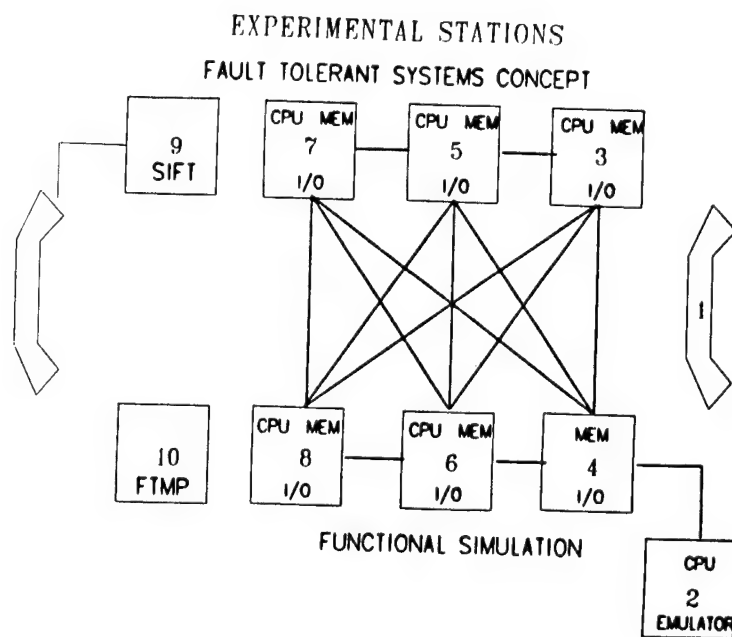 EXPERIMENTAL STATIONS
FAULT TOLERANT SYSTEMS CONCEPT
9
SIFT
CPU MEM
7
I/O
CPU MEM
5
I/O
CPU MEM
3
I/O
1
10
FTMP
CPU MEM
8
I/O
CPU MEM
6
I/O
MEM
4
I/O
FUNCTIONAL SIMULATION
CPU
2
EMULATOR